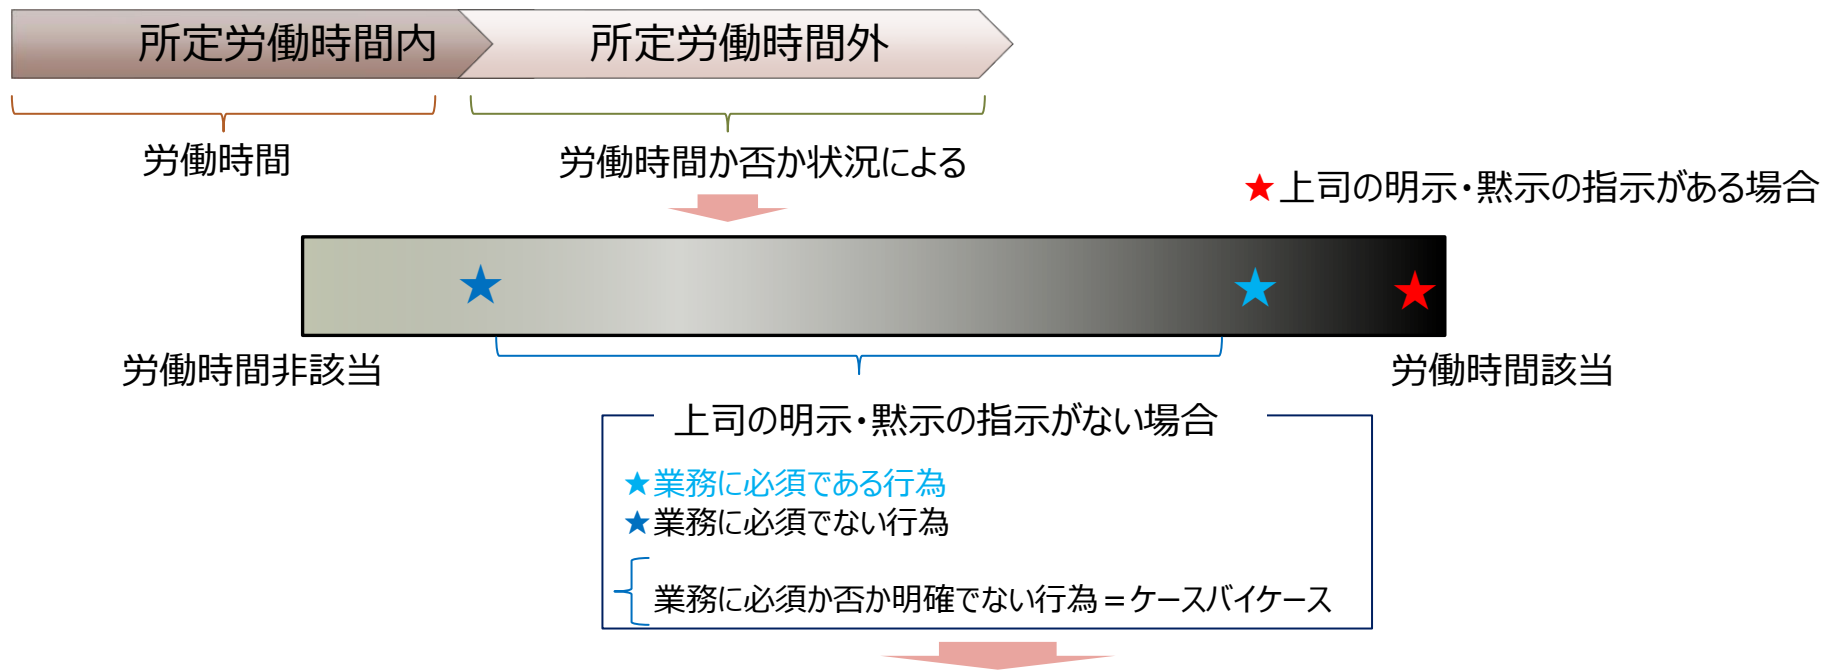 所定労働時間内
所定労働時間外
労働時間
労働時間か否か状況による
★上司の明示・黙示の指示がある場合
労働時間非該当
労働時間該当
上司の明示・黙示の指示がない場合
★業務に必須である行為
★業務に必須でない行為
業務に必須か否か明確でない行為＝ケースバイケース